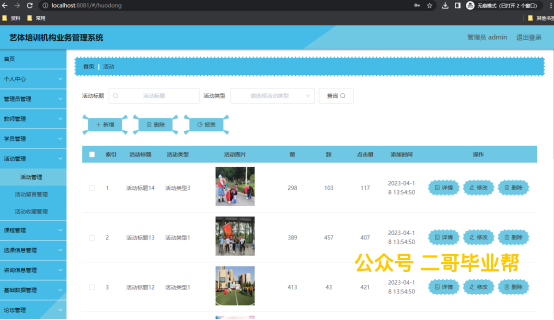 localhost:8081/#/huodong
无痕模式（已打开 2 个窗口）
资料 常用
其他书签
艺体培训机构业务管理系统
管理员 admin 退出登录
首页
个人中心
管理员管理
教师管理
学员管理
活动管理
活动管理
活动留言管理
活动收藏管理
课程管理
选课信息管理
咨询信息管理
基础数据管理
论坛管理
首页 活动
活动标题 活动标题 活动类型 请选择活动类型 查询
新增 删除 报表
索引 活动标题 活动类型 活动图片 点击量 添加时间 操作
1 活动标题14 活动类型3 298 103 117 2023-04-18 13:54:50 详情 修改 删除
2 活动标题13 活动类型1 389 457 407 2023-04-18 13:54:50 详情 修改 删除
3 活动标题12 活动类型1 413 43 421 2023-04-18 13:54:50 详情 修改 删除
公众号 二哥毕业帮